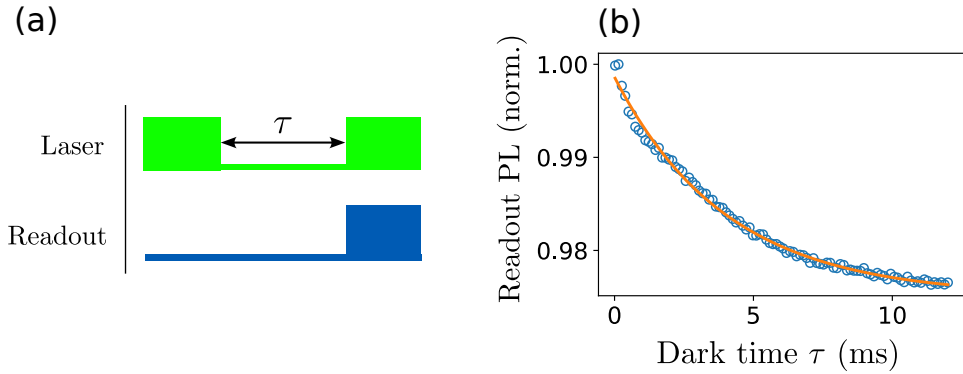 (a)
τ
Laser
Readout
(b)
Readout PL (norm.)
1.00
0.99
0.98
0
5
10
Dark time τ (ms)